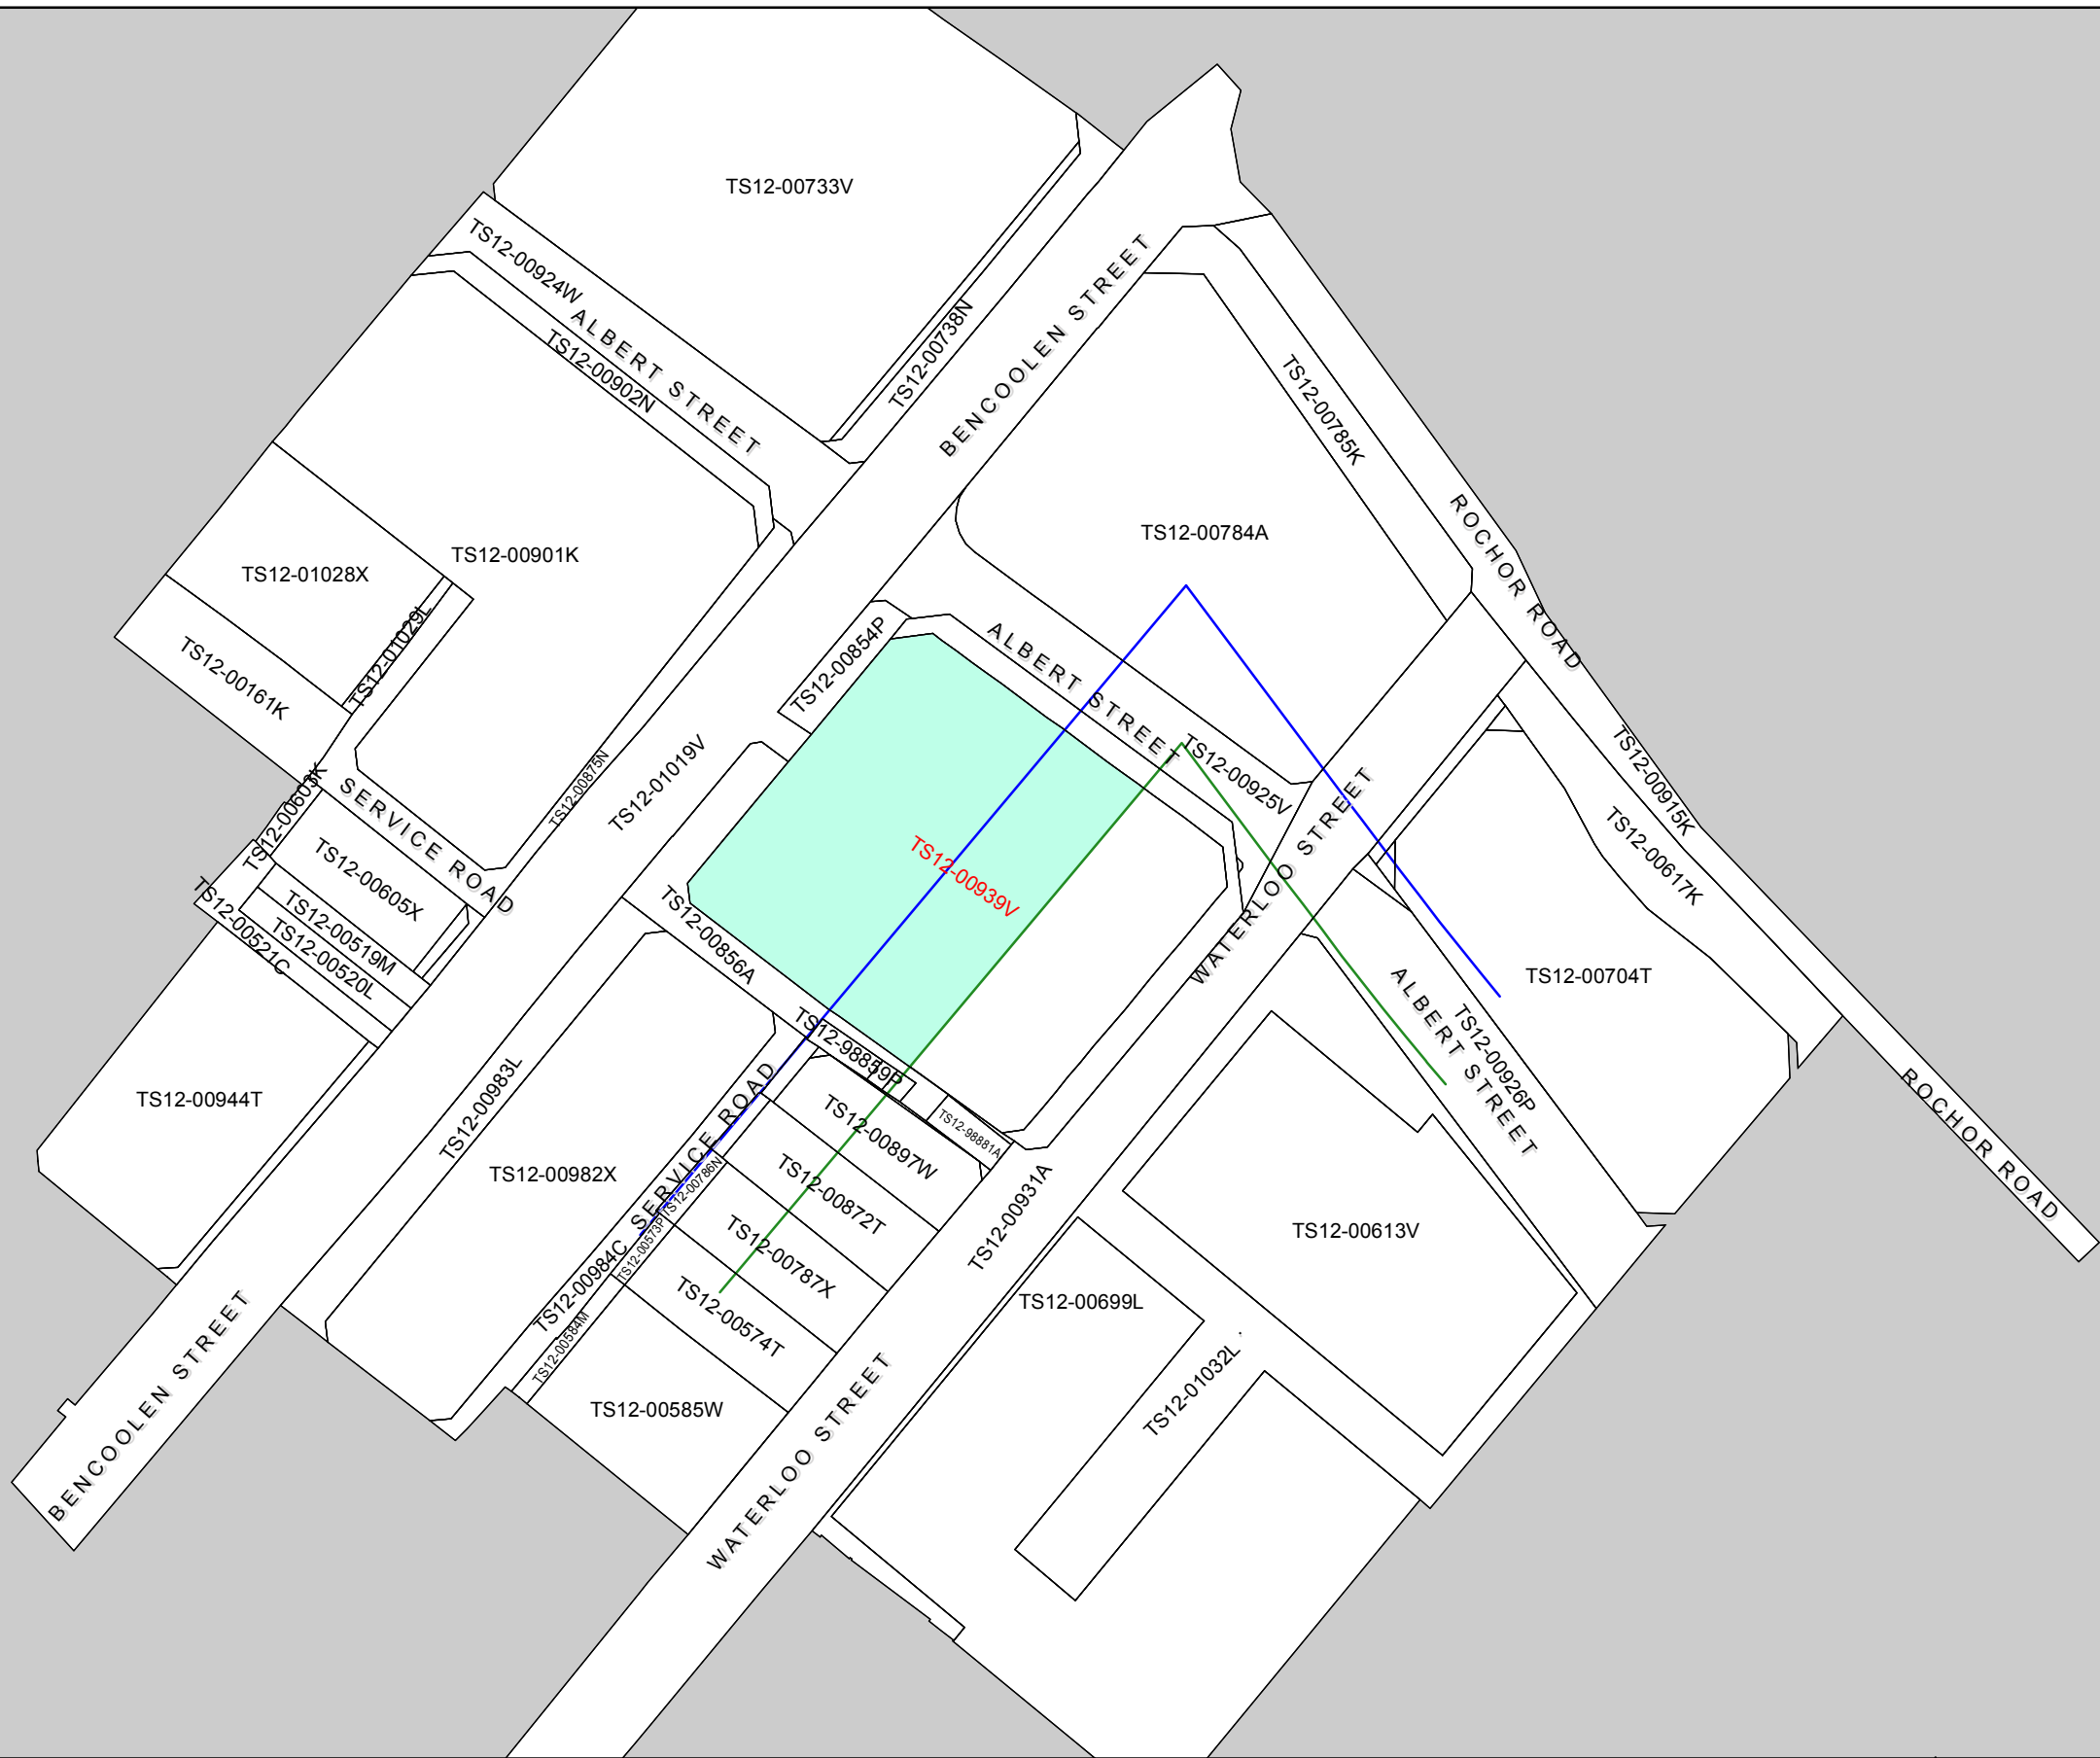 TS12-00733V
TS12-00924W
ALBERT STREET
TS12-00902N
TS12-00738N
BENCOOLEN STREET
TS12-00785K
ROCHOR ROAD
TS12-00784A
TS12-00901K
TS12-01028X
TS12-01029L
TS12-00161K
TS12-00854P
ALBERT STREET
TS12-00925V
TS12-00915K
TS12-00617K
TS12-00603K
SERVICE ROAD
TS12-00875N
TS12-01019V
WATERLOO STREET
TS12-00939V
TS12-00605X
TS12-00519M
TS12-00520L
TS12-00521C
TS12-00856A
TS12-98859P
TS12-98881A
TS12-00704T
ALBERT STREET
TS12-00926P
ROCHOR ROAD
TS12-00944T
TS12-00983L
TS12-00982X
SERVICE ROAD
TS12-00897W
TS12-00872T
TS12-00786N
TS12-00787X
TS12-00573P
TS12-00574T
TS12-00984C
TS12-00584M
TS12-00931A
TS12-00613V
TS12-00699L
TS12-01032L
TS12-00585W
BENCOOLEN STREET
WATERLOO STREET